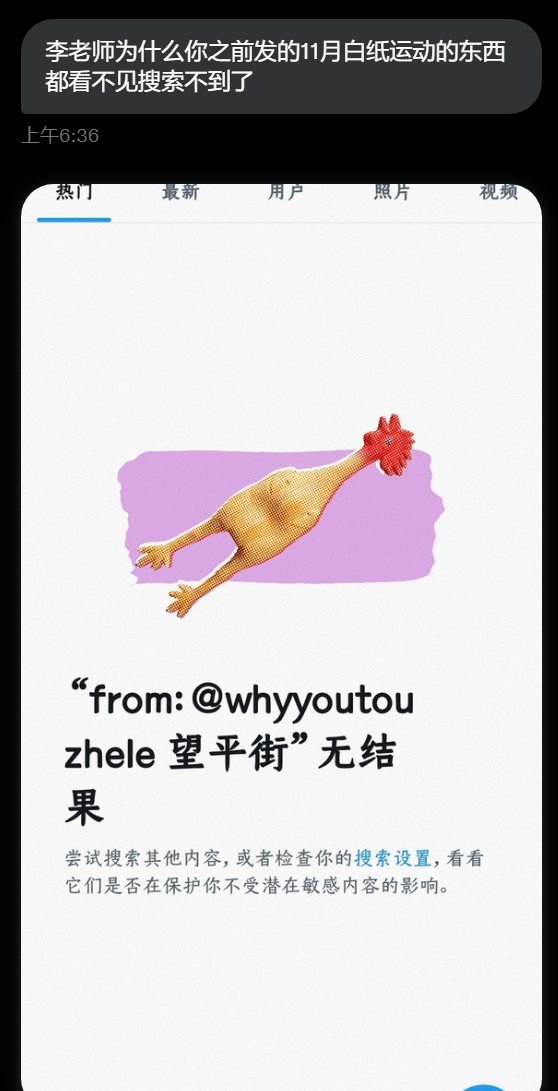 李老师为什么你之前发的11月白纸运动的东西
都看不见搜索不到了
上午6:36
热门 最新 用户 照片 视频
“from: @whyyoutou
zhele 望平街” 无结
果
尝试搜索其他内容, 或者检查你的搜索设置, 看看
它们是否在保护你不受潜在敏感内容的影响。